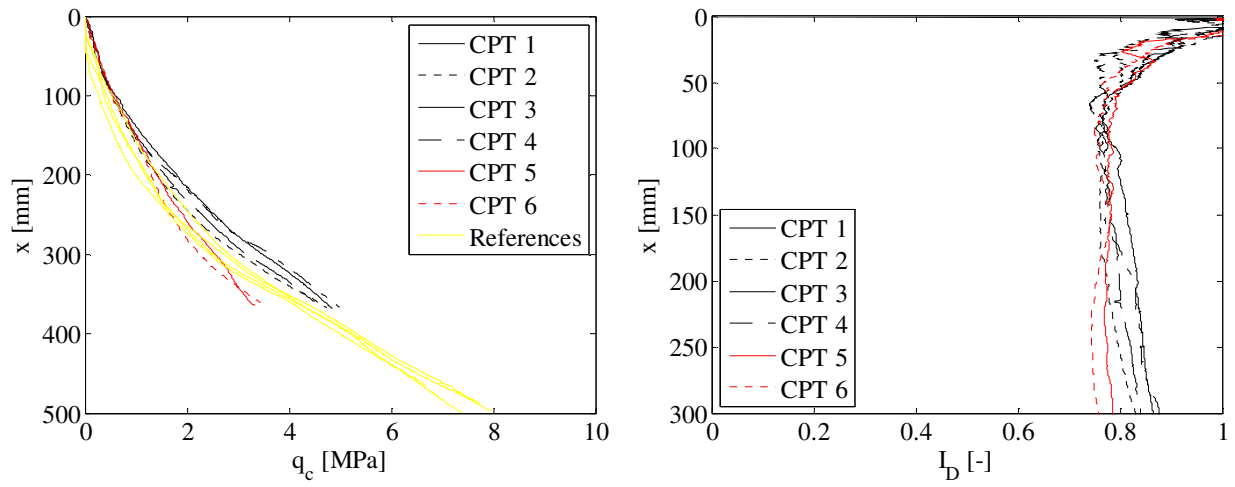 0
100
200
300
400
500
x [mm]
0
2
4
6
8
10
q_c [MPa]
CPT 1
CPT 2
CPT 3
CPT 4
CPT 5
CPT 6
References
0
50
100
150
200
250
300
x [mm]
0
0.2
0.4
0.6
0.8
1
I_D [-]
CPT 1
CPT 2
CPT 3
CPT 4
CPT 5
CPT 6